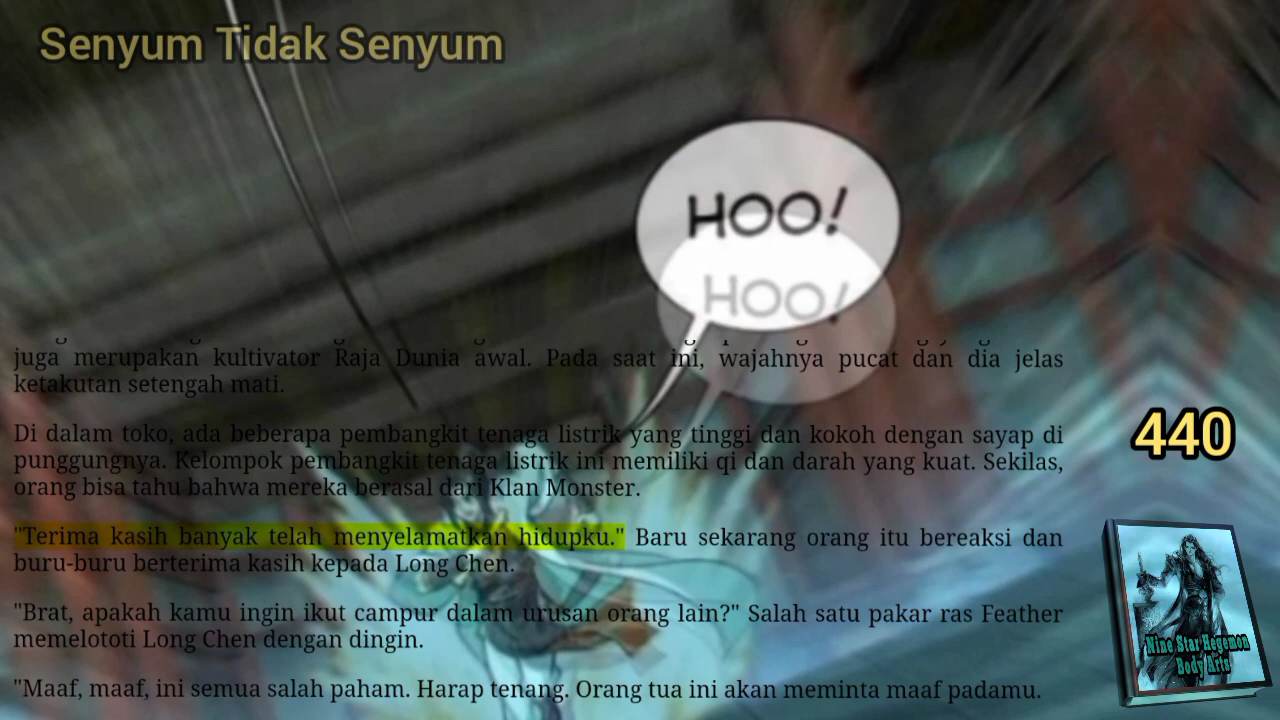 Senyum Tidak Senyum
HOO!
HOO!
juga merupakan kultivator Raja Dunia awal. Pada saat ini, wajahnya pucat dan dia jelas
ketakutan setengah mati.
Di dalam toko, ada beberapa pembangkit tenaga listrik yang tinggi dan kokoh dengan sayap di
punggungnya. Kelompok pembangkit tenaga listrik ini memiliki qi dan darah yang kuat. Sekilas,
orang bisa tahu bahwa mereka berasal dari Klan Monster.
"Terima kasih banyak telah menyelamatkan hidupku." Baru sekarang orang itu bereaksi dan
buru-buru berterima kasih kepada Long Chen.
"Brat, apakah kamu ingin ikut campur dalam urusan orang lain?" Salah satu pakar ras Feather
memelototi Long Chen dengan dingin.
"Maaf, maaf, ini semua salah paham. Harap tenang. Orang tua ini akan meminta maaf padamu.
440
Nine Star Hegemon
Body Arts